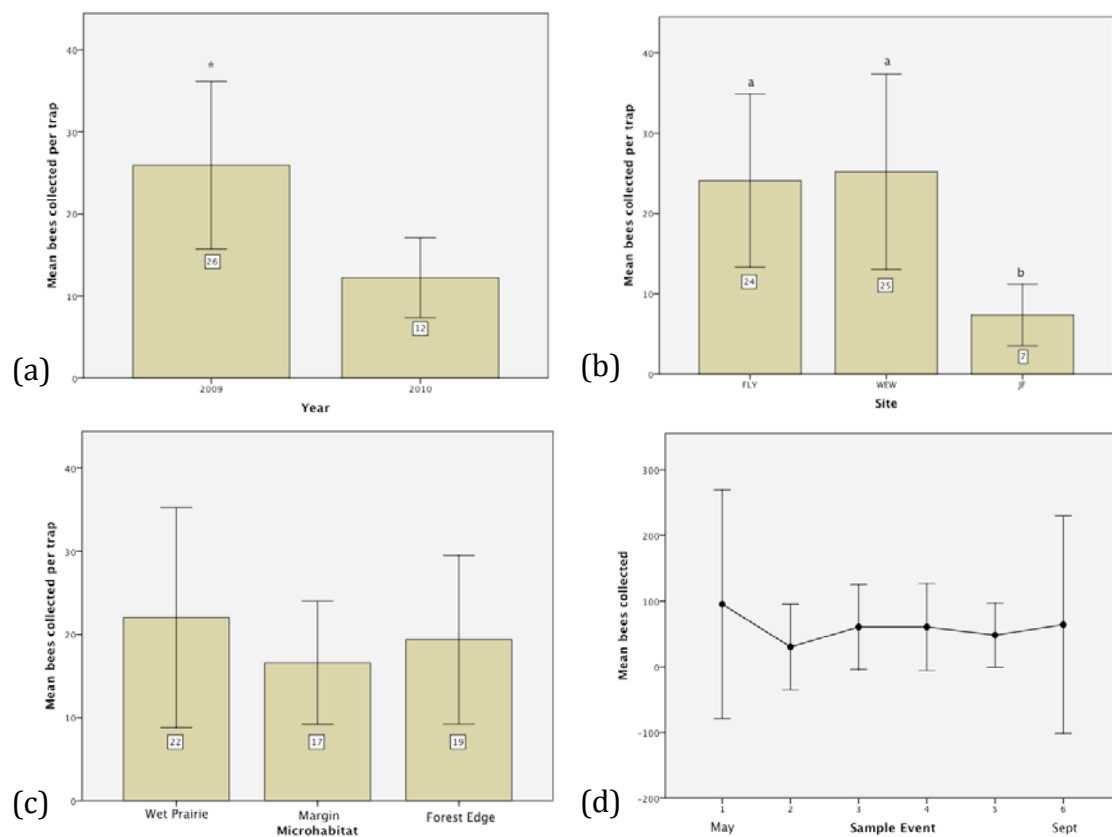 40
30
20
10
0
Mean bees collected per trap
*
26
12
2009
2010
Year
(a)
40
30
20
10
0
Mean bees collected per trap
a
a
b
24
25
7
FLY
WEW
JF
Site
(b)
40
30
20
10
0
Mean bees collected per trap
22
17
19
Wet Prairie
Margin
Forest Edge
Microhabitat
(c)
300
200
100
0
-100
-200
Mean bees collected
1
2
3
4
5
6
May
Sample Event
Sept
(d)